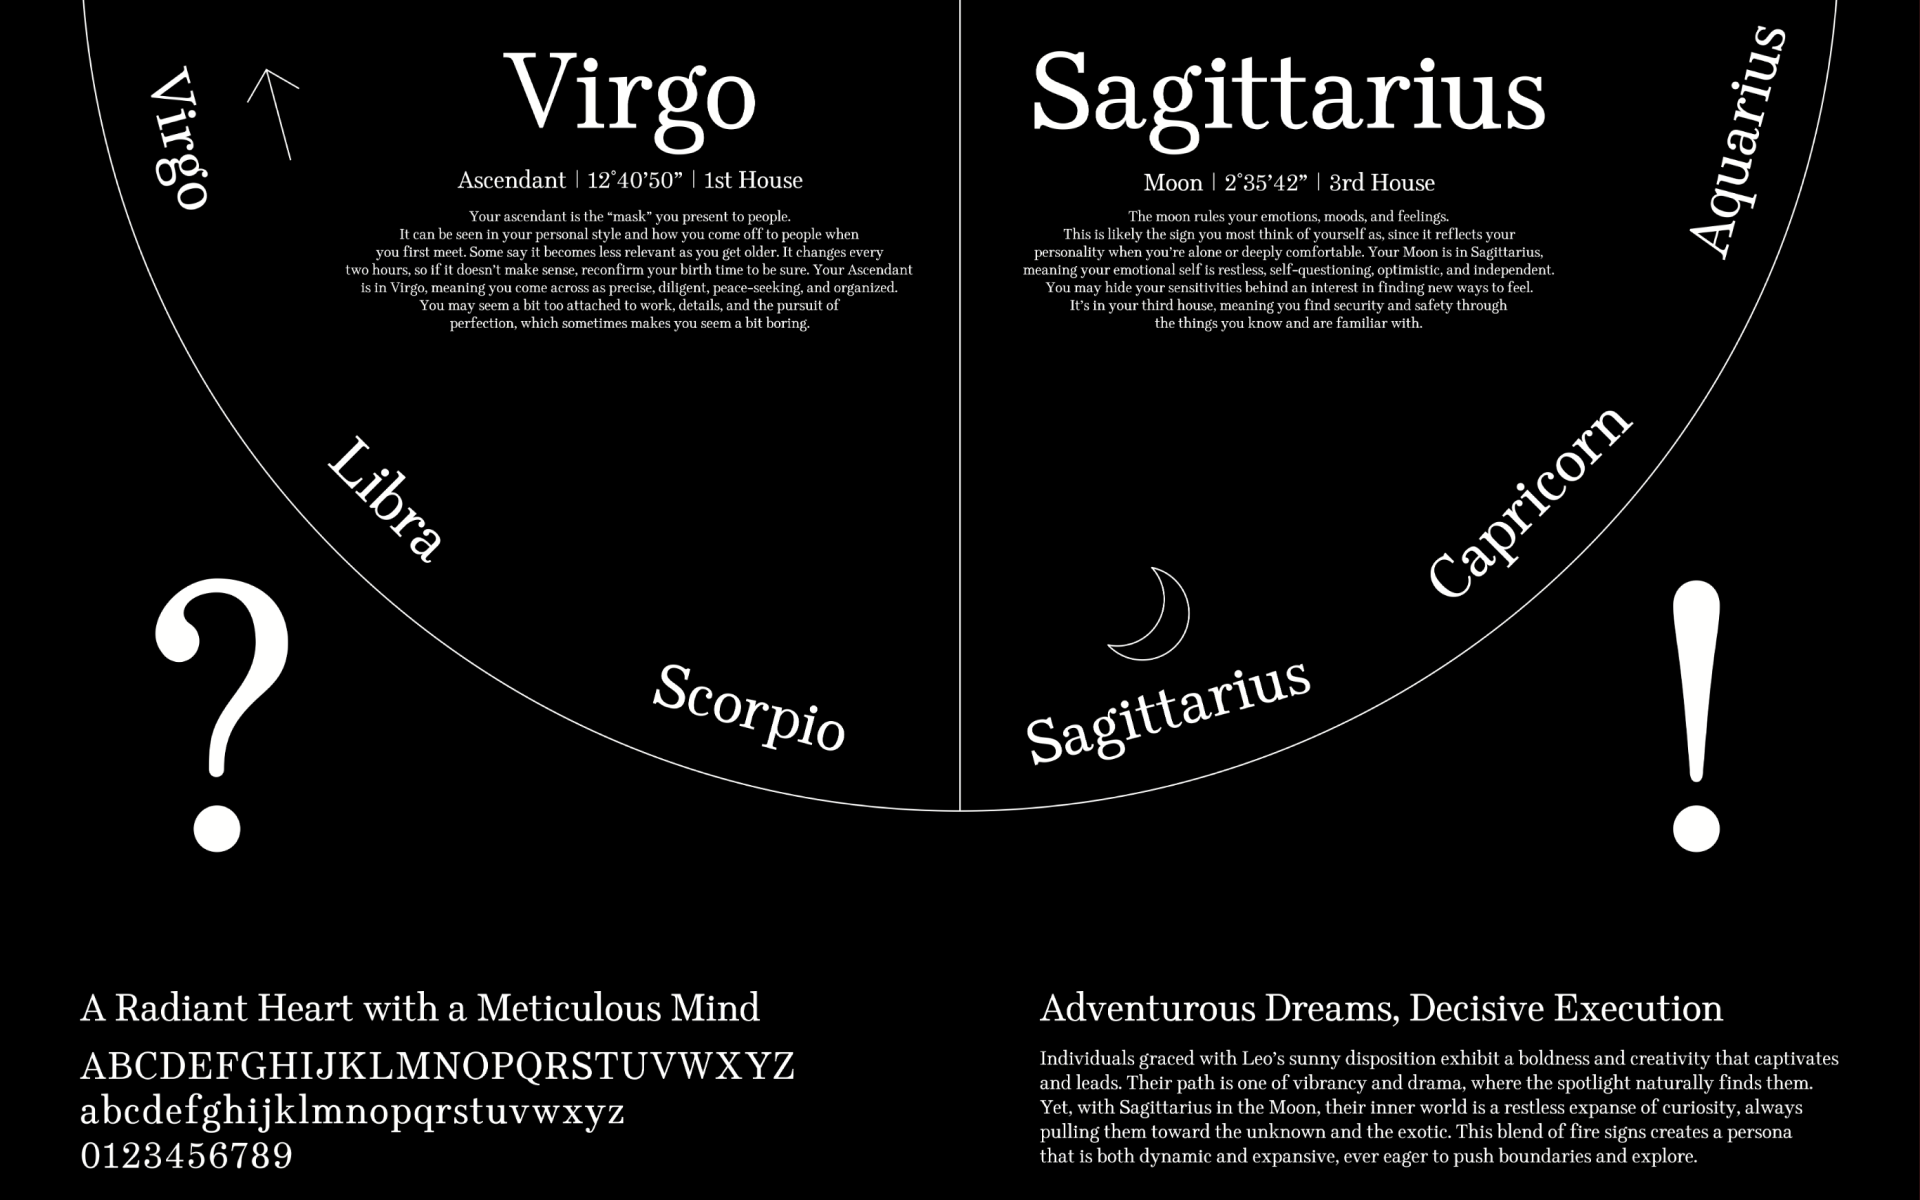 Virgo
Virgo
Ascendant | 12°40’50” | 1st House
Your ascendant is the “mask” you present to people.
It can be seen in your personal style and how you come off to people when
you first meet. Some say it becomes less relevant as you get older. It changes every
two hours, so if it doesn’t make sense, reconfirm your birth time to be sure. Your Ascendant
is in Virgo, meaning you come across as precise, diligent, peace-seeking, and organized.
You may seem a bit too attached to work, details, and the pursuit of
perfection, which sometimes makes you seem a bit boring.
Sagittarius
Moon | 2°35’42” | 3rd House
The moon rules your emotions, moods, and feelings.
This is likely the sign you most think of yourself as, since it reflects your
personality when you’re alone or deeply comfortable. Your Moon is in Sagittarius,
meaning your emotional self is restless, self-questioning, optimistic, and independent.
You may hide your sensitivities behind an interest in finding new ways to feel.
It’s in your third house, meaning you find security and safety through
the things you know and are familiar with.
Aquarius
Libra
Capricorn
Scorpio
Sagittarius
?
!
A Radiant Heart with a Meticulous Mind
ABCDEFGHIJKLMNOPQRSTUVWXYZ
abcdefghijklmnopqrstuvwxyz
0123456789
Adventurous Dreams, Decisive Execution
Individuals graced with Leo’s sunny disposition exhibit a boldness and creativity that captivates
and leads. Their path is one of vibrancy and drama, where the spotlight naturally finds them.
Yet, with Sagittarius in the Moon, their inner world is a restless expanse of curiosity, always
pulling them toward the unknown and the exotic. This blend of fire signs creates a persona
that is both dynamic and expansive, ever eager to push boundaries and explore.